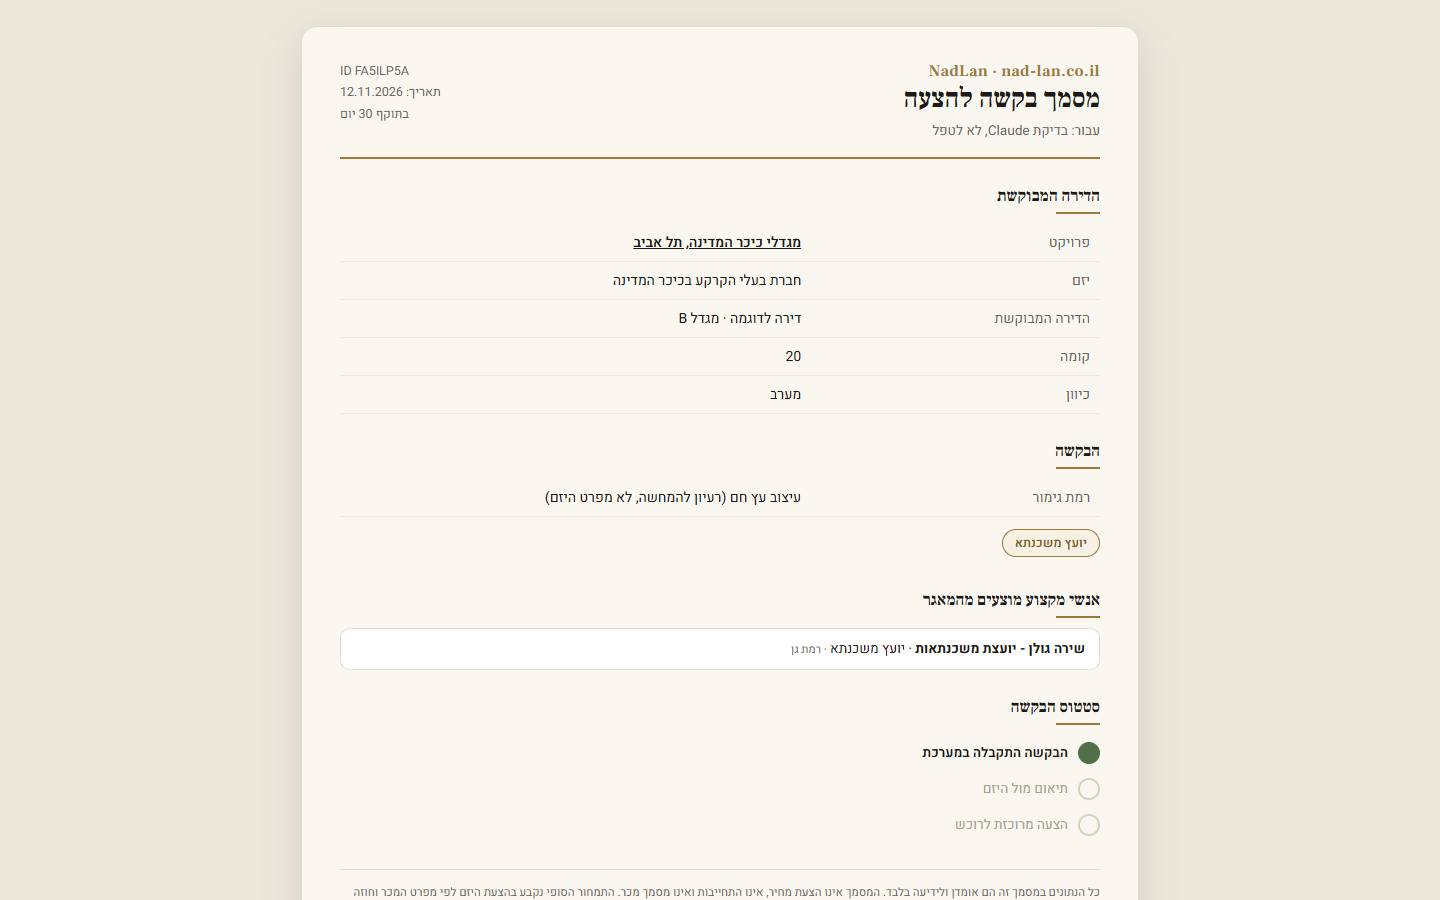 NadLan · nad-lan.co.il
מסמך בקשה להצעה
עבור: בדיקת Claude, לא לטפל
ID FA5ILP5A
תאריך: 12.11.2026
בתוקף 30 יום
הדירה המבוקשת
פרויקט מגדלי כיכר המדינה, תל אביב
יזם חברת בעלי הקרקע בכיכר המדינה
הדירה המבוקשת דירה לדוגמה · מגדל B
קומה 20
כיוון מערב
הבקשה
רמת גימור עיצוב עץ חם (רעיון להמחשה, לא מפרט היזם)
יועץ משכנתא
אנשי מקצוע מוצעים מהמאגר
שירה גולן - יועצת משכנתאות · יועץ משכנתא · רמת גן
סטטוס הבקשה
הבקשה התקבלה במערכת
תיאום מול היזם
הצעה מרוכזת לרוכש
כל הנתונים במסמך זה הם אומדן ולידיעה בלבד. המסמך אינו הצעת מחיר, אינו התחייבות ואינו מסמך מכר. התמחור הסופי נקבע בהצעת היזם לפי מפרט המכר וחוזה